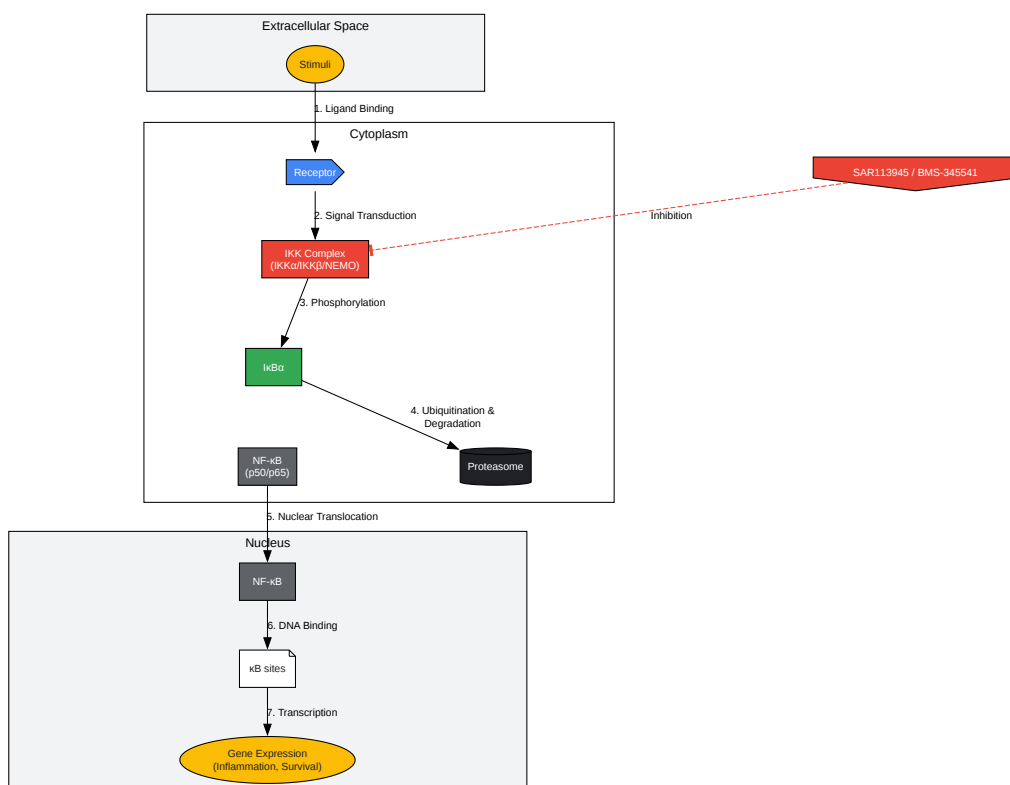 Extracellular Space
Stimuli
1. Ligand Binding
Cytoplasm
Receptor
SAR113945 / BMS-345541
2. Signal Transduction
Inhibition
IKK Complex
(IKKα/IKKβ/NEMO)
3. Phosphorylation
IκBα
4. Ubiquitination &
Degradation
NF-κB
(p50/p65)
Proteasome
5. Nuclear Translocation
Nucleus
NF-κB
6. DNA Binding
κB sites
7. Transcription
Gene Expression
(Inflammation, Survival)